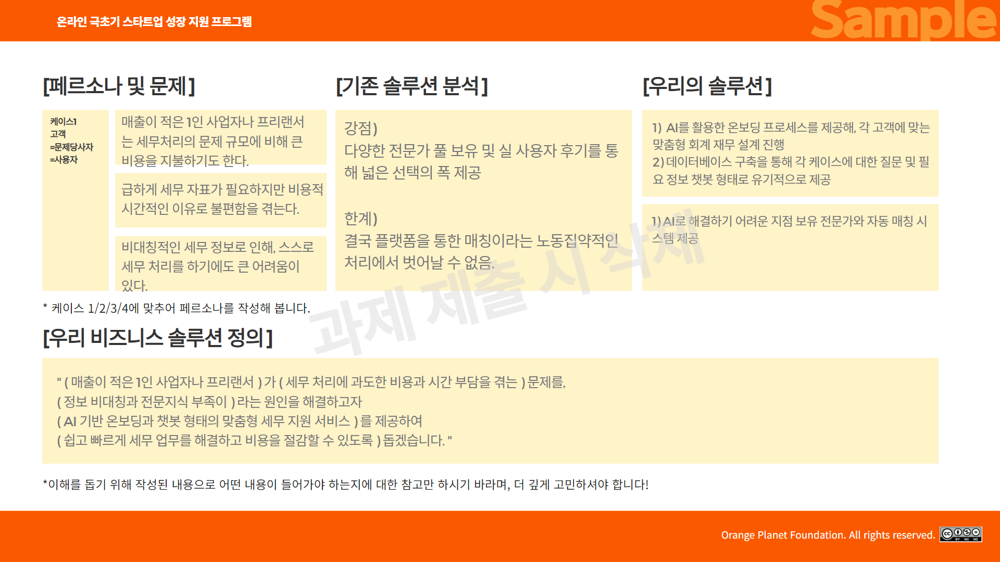 온라인 극초기 스타트업 성장 지원 프로그램
Sample
[페르소나 및 문제]
케이스1
고객
=문제당사자
=사용자
매출이 적은 1인 사업자나 프리랜서
는 세무처리의 문제 규모에 비해 큰
비용을 지불하기도 한다.
급하게 세무 자표가 필요하지만 비용적
시간적인 이유로 불편함을 겪는다.
비대칭적인 세무 정보로 인해, 스스로
세무 처리를 하기에도 큰 어려움이
있다.
* 케이스 1/2/3/4에 맞추어 페르소나를 작성해 봅니다.
[기존 솔루션 분석]
강점)
다양한 전문가 풀 보유 및 실 사용자 후기를 통
해 넓은 선택의 폭 제공
한계)
결국 플랫폼을 통한 매칭이라는 노동집약적인
처리에서 벗어날 수 없음.
[우리의 솔루션]
1) AI를 활용한 온보딩 프로세스를 제공해, 각 고객에 맞는
맞춤형 회계 재무 설계 진행
2)데이터베이스 구축을 통해 각 케이스에 대한 질문 및 필
요 정보 챗봇 형태로 유기적으로 제공
1) AI로 해결하기 어려운 지점 보유 전문가와 자동 매칭 시
스템 제공
과제 제출 시 삭제
[우리 비즈니스 솔루션 정의]
" ( 매출이 적은 1인 사업자나 프리랜서 ) 가 ( 세무 처리에 과도한 비용과 시간 부담을 겪는 ) 문제를,
( 정보 비대칭과 전문지식 부족이 ) 라는 원인을 해결하고자
( AI 기반 온보딩과 챗봇 형태의 맞춤형 세무 지원 서비스 ) 를 제공하여
( 쉽고 빠르게 세무 업무를 해결하고 비용을 절감할 수 있도록 ) 돕겠습니다. "
*이해를 돕기 위해 작성된 내용으로 어떤 내용이 들어가야 하는지에 대한 참고만 하시기 바라며, 더 깊게 고민하셔야 합니다!
Orange Planet Foundation. All rights reserved.
cc BY NC ND